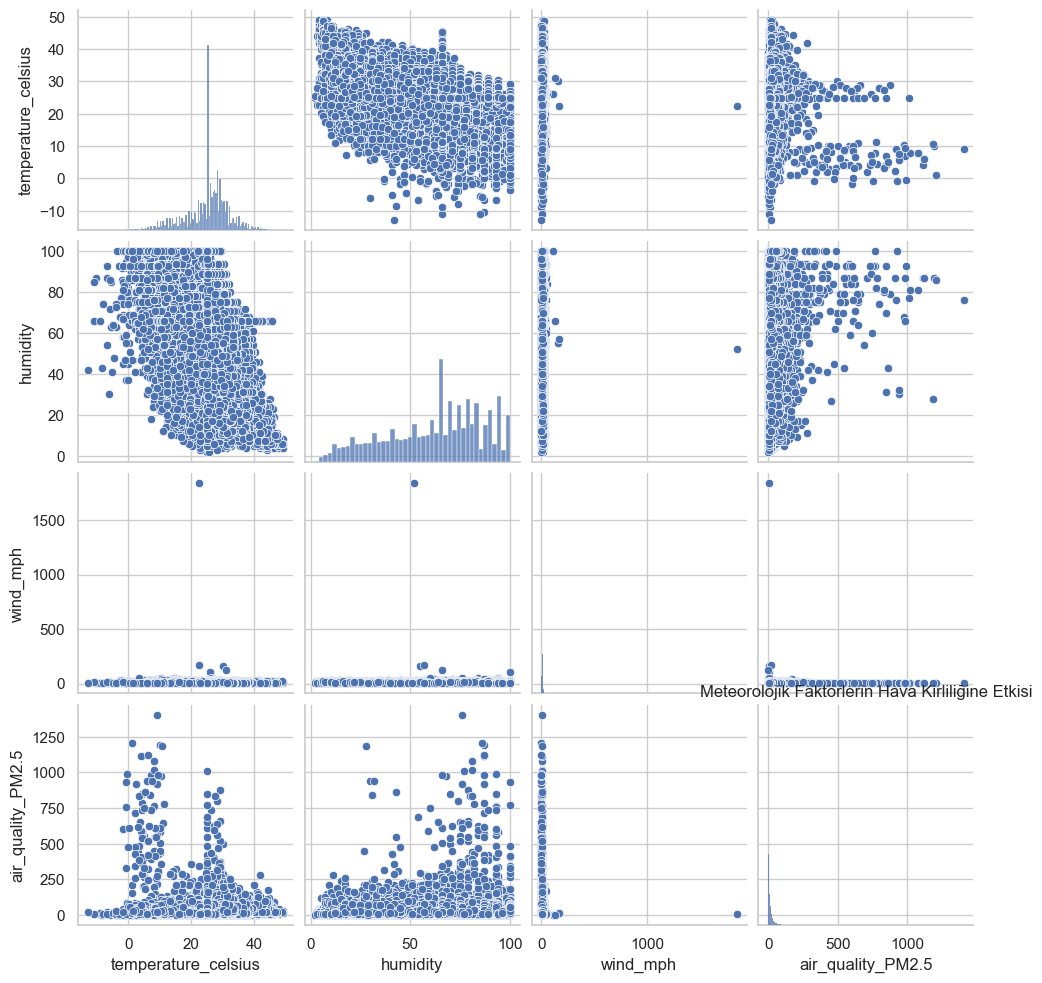 50
40
30
20
10
0
−10
temperature_celsius
100
80
60
40
20
0
humidity
1500
1000
500
0
wind_mph
Meteorolojik Faktörlerin Hava Kirliliğine Etkisi
1250
1000
750
500
250
0
air_quality_PM2.5
0 20 40
0 50 100
0 1000
0 500 1000
temperature_celsius
humidity
wind_mph
air_quality_PM2.5